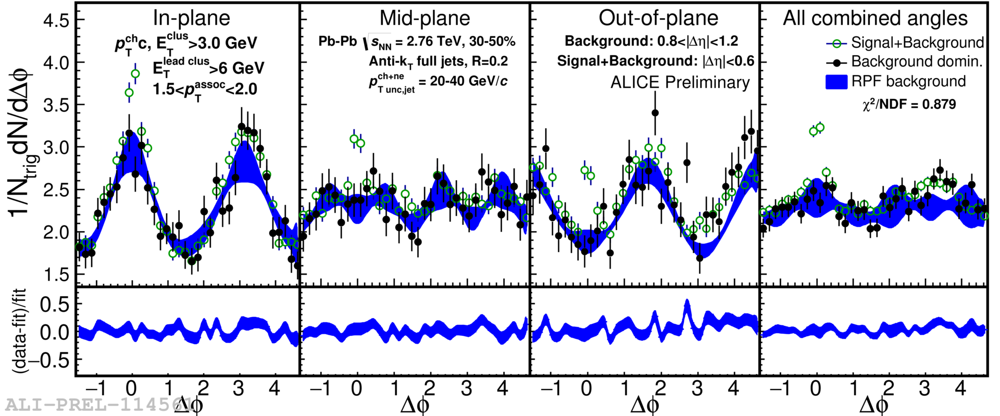 In-plane
p_T^ch c, E_T^clus>3.0 GeV
E_T^lead clus>6 GeV
1.5<p_T^assoc<2.0
Mid-plane
Pb-Pb √s_NN = 2.76 TeV, 30-50%
Anti-k_T full jets, R=0.2
p_T unc,jet^ch+ne = 20-40 GeV/c
Out-of-plane
Background: 0.8<|Δη|<1.2
Signal+Background: |Δη|<0.6
ALICE Preliminary
All combined angles
Signal+Background
Background domin.
RPF background
χ²/NDF = 0.879
1/N_trig dN/dΔϕ
4.5
4.0
3.5
3.0
2.5
2.0
1.5
(data-fit)/fit
0.5
0.0
−0.5
−1 0 1 2 3 4
−1 0 1 2 3 4
−1 0 1 2 3 4
−1 0 1 2 3 4
Δϕ
Δϕ
Δϕ
ALI-PREL-114561